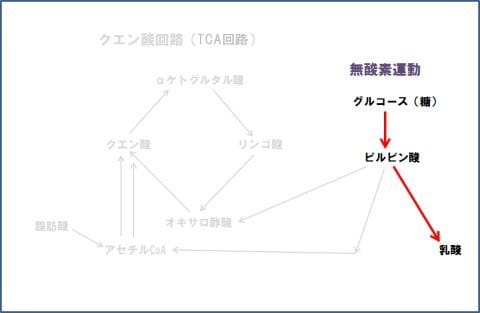 クエン酸回路（TCA回路）
αケトグルタル酸
無酸素運動
グルコース（糖）
クエン酸
リンゴ酸
ピルビン酸
オキサロ酢酸
脂肪酸
アセチルCoA
乳酸